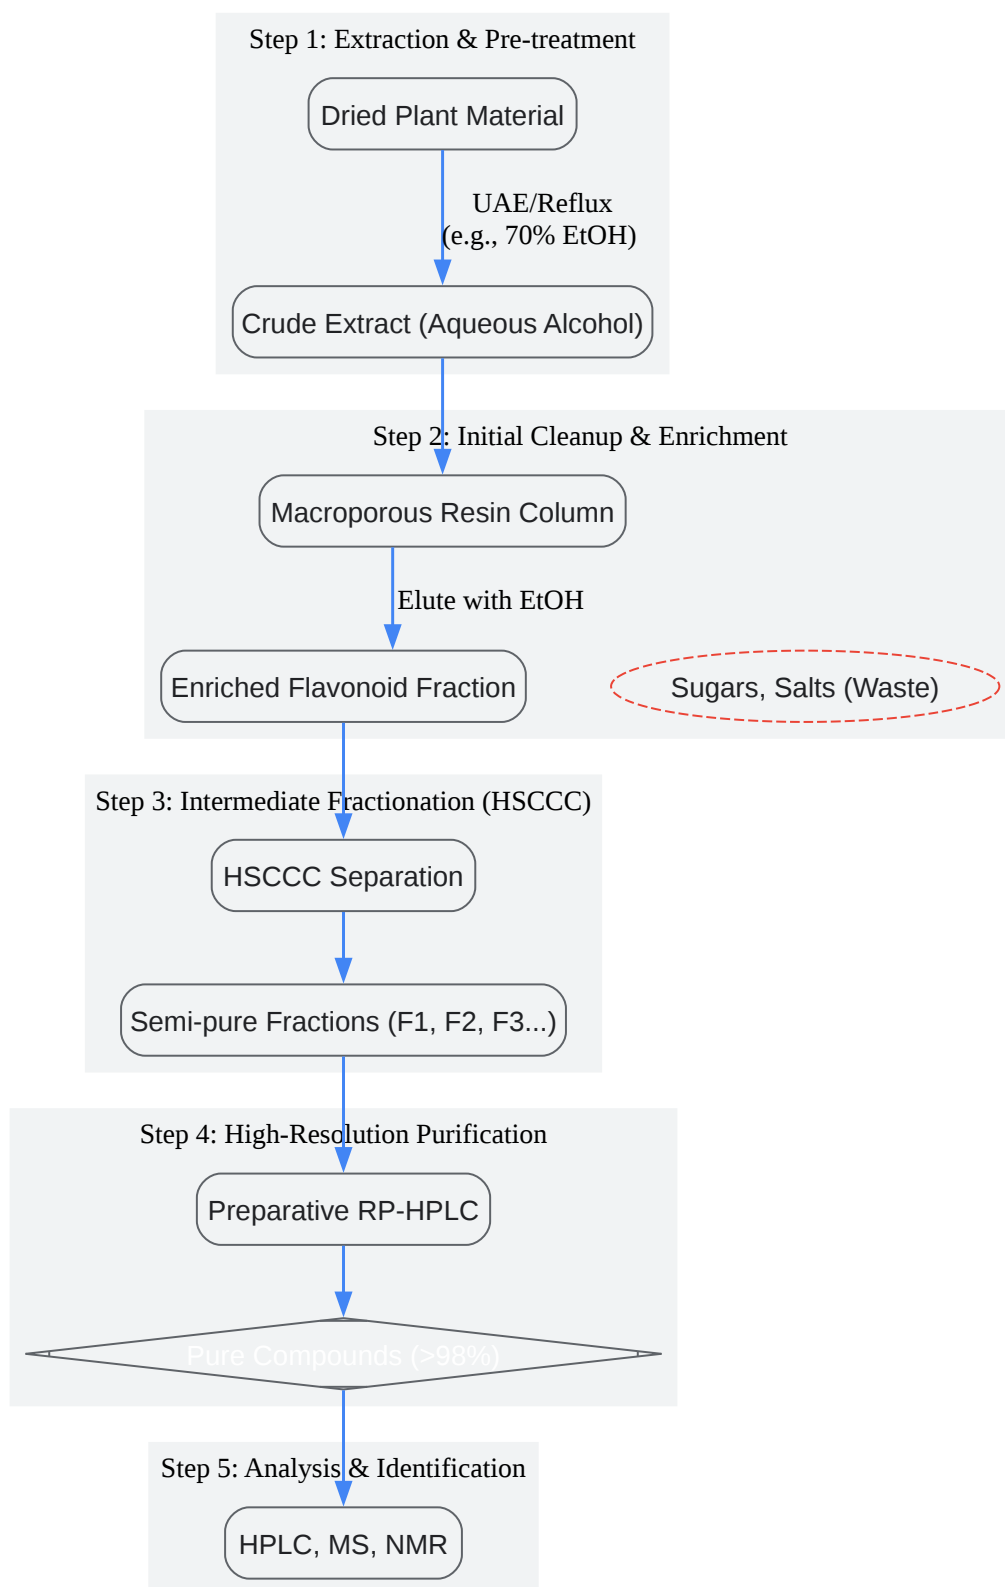 Step 1: Extraction & Pre-treatment
Dried Plant Material
UAE/Reflux
(e.g., 70% EtOH)
Crude Extract (Aqueous Alcohol)
Step 2: Initial Cleanup & Enrichment
Macroporous Resin Column
Elute with EtOH
Enriched Flavonoid Fraction
Sugars, Salts (Waste)
Step 3: Intermediate Fractionation (HSCCC)
HSCCC Separation
Semi-pure Fractions (F1, F2, F3...)
Step 4: High-Resolution Purification
Preparative RP-HPLC
Pure Compounds (>98%)
Step 5: Analysis & Identification
HPLC, MS, NMR